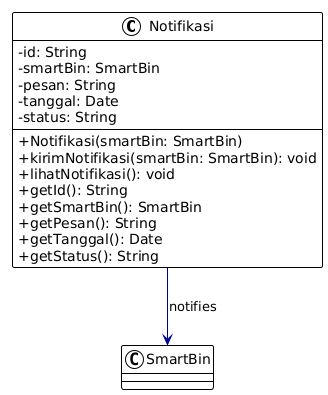 C Notifikasi
-id: String
-smartBin: SmartBin
-pesan: String
-tanggal: Date
-status: String
+Notifikasi(smartBin: SmartBin)
+kirimNotifikasi(smartBin: SmartBin): void
+lihatNotifikasi(): void
+getId(): String
+getSmartBin(): SmartBin
+getPesan(): String
+getTanggal(): Date
+getStatus(): String
notifies
C SmartBin